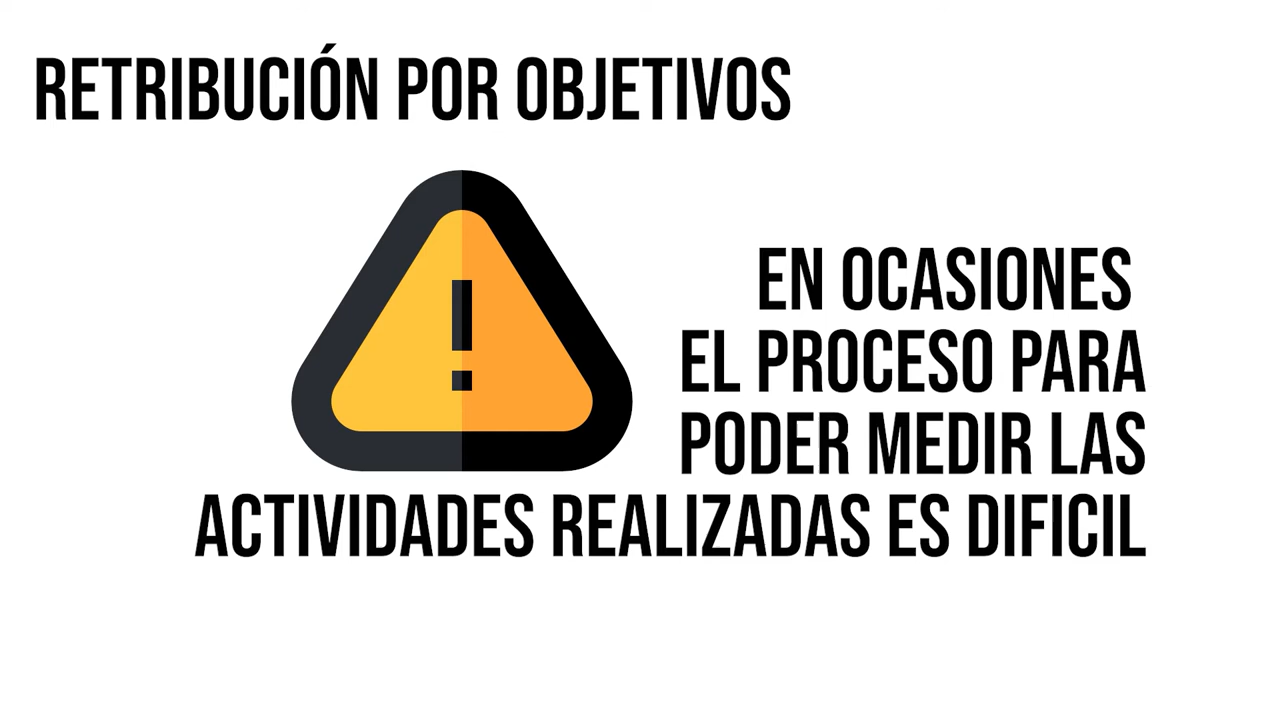 RETRIBUCIÓN POR OBJETIVOS
EN OCASIONES
EL PROCESO PARA
PODER MEDIR LAS
ACTIVIDADES REALIZADAS ES DIFICIL